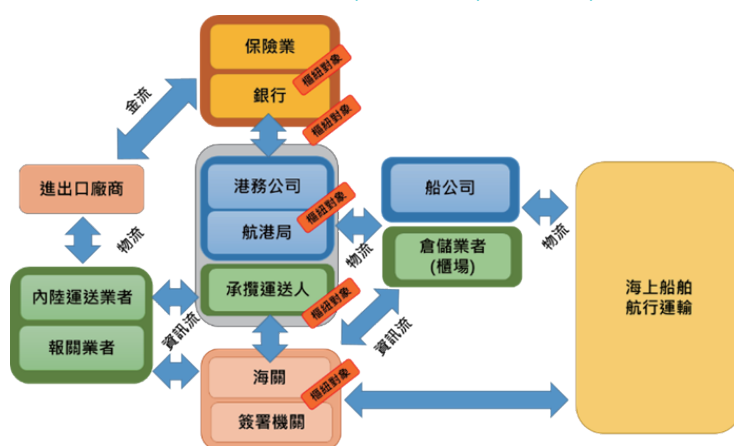 保險業
樞紐對象
銀行
樞紐對象
金流
進出口廠商
港務公司
樞紐對象
航港局
船公司
物流
物流
物流
倉儲業者
(櫃場)
海上船舶
航行運輸
內陸運送業者
承攬運送人
樞紐對象
資訊流
資訊流
報關業者
海關
樞紐對象
簽署機關